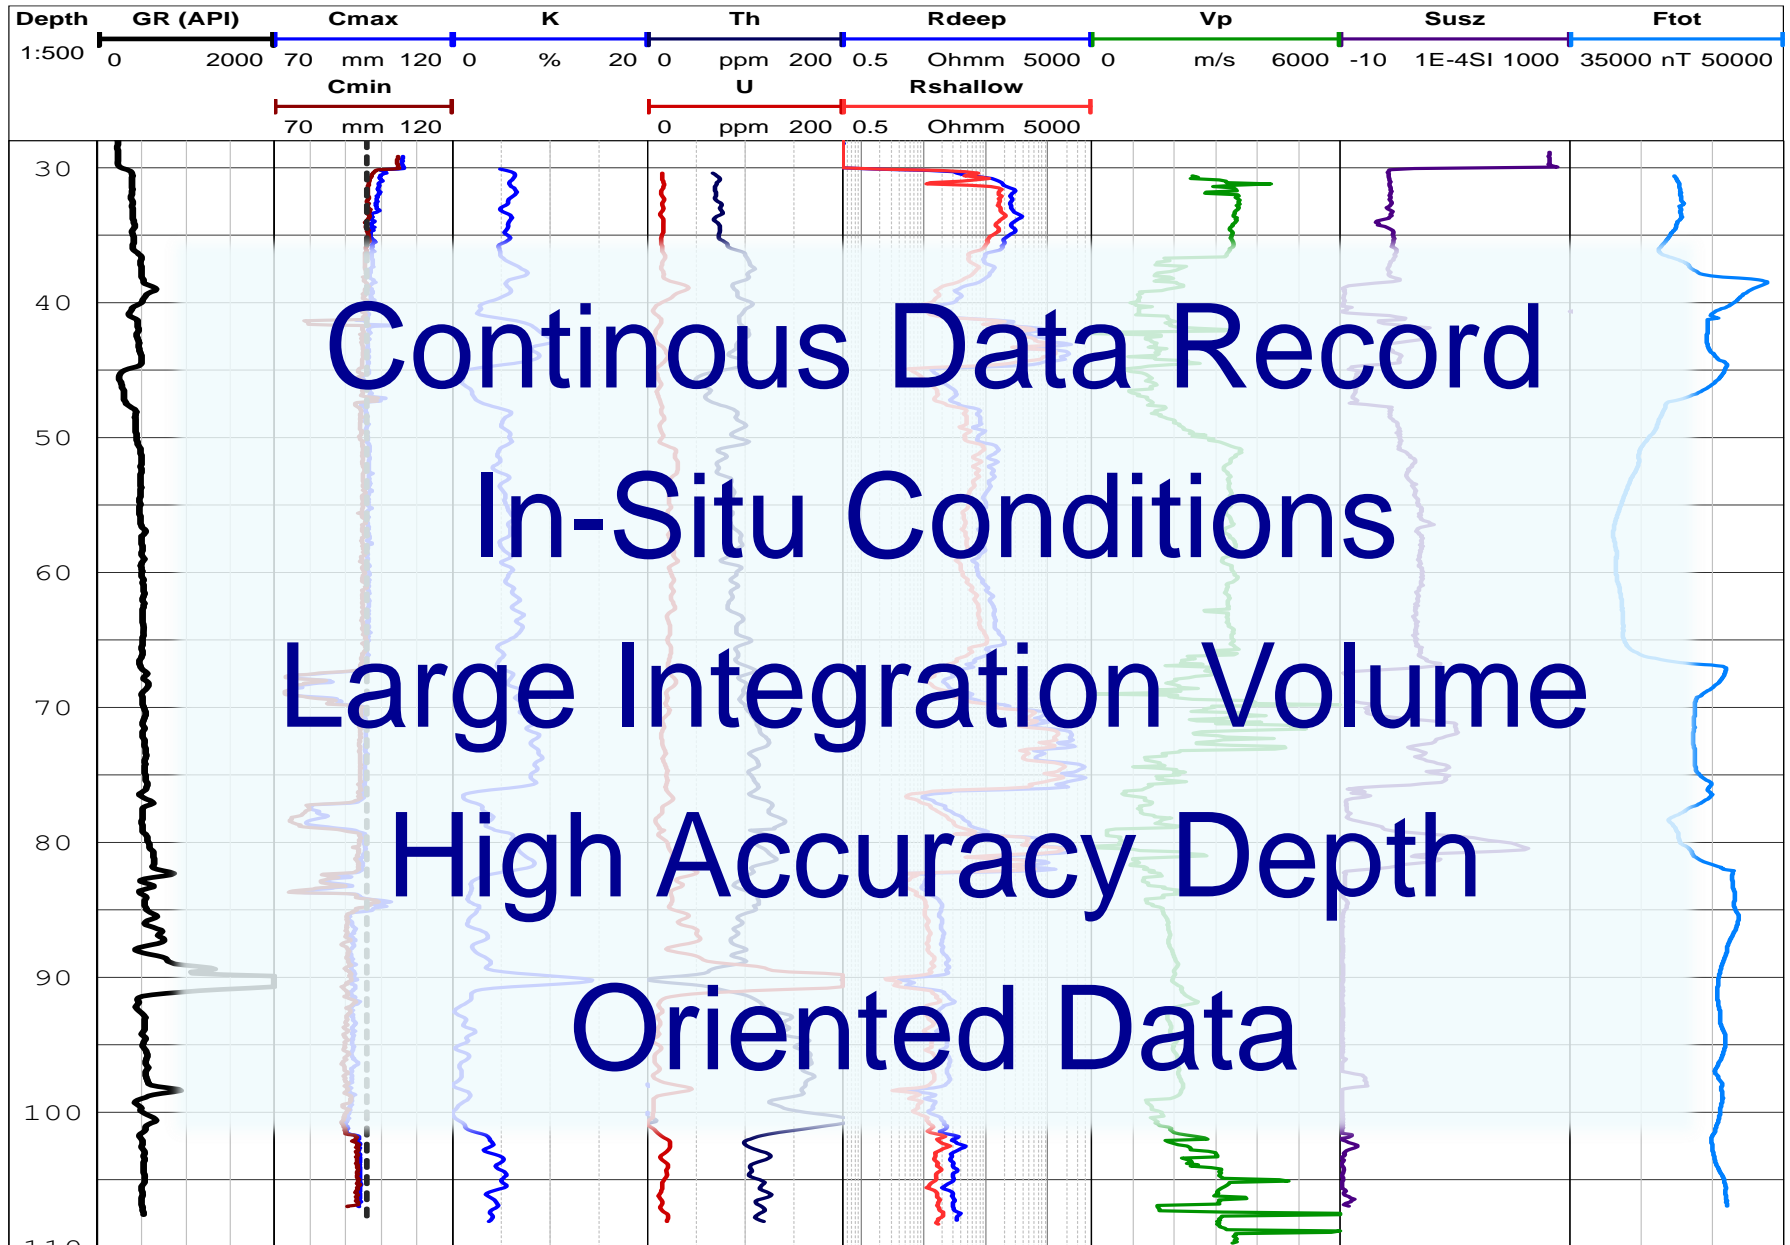 Depth GR (API) Cmax K Th Rdeep Vp Susz Ftot
1:500 0 2000 70 mm 120 0 % 20 0 ppm 200 0.5 Ohmm 5000 0 m/s 6000 -10 1E-4SI 1000 35000 nT 50000
Cmin U Rshallow
70 mm 120 0 ppm 200 0.5 Ohmm 5000
30
40
Continous Data Record
50
In-Situ Conditions
60
Large Integration Volume
70
80
High Accuracy Depth
90
Oriented Data
100
110